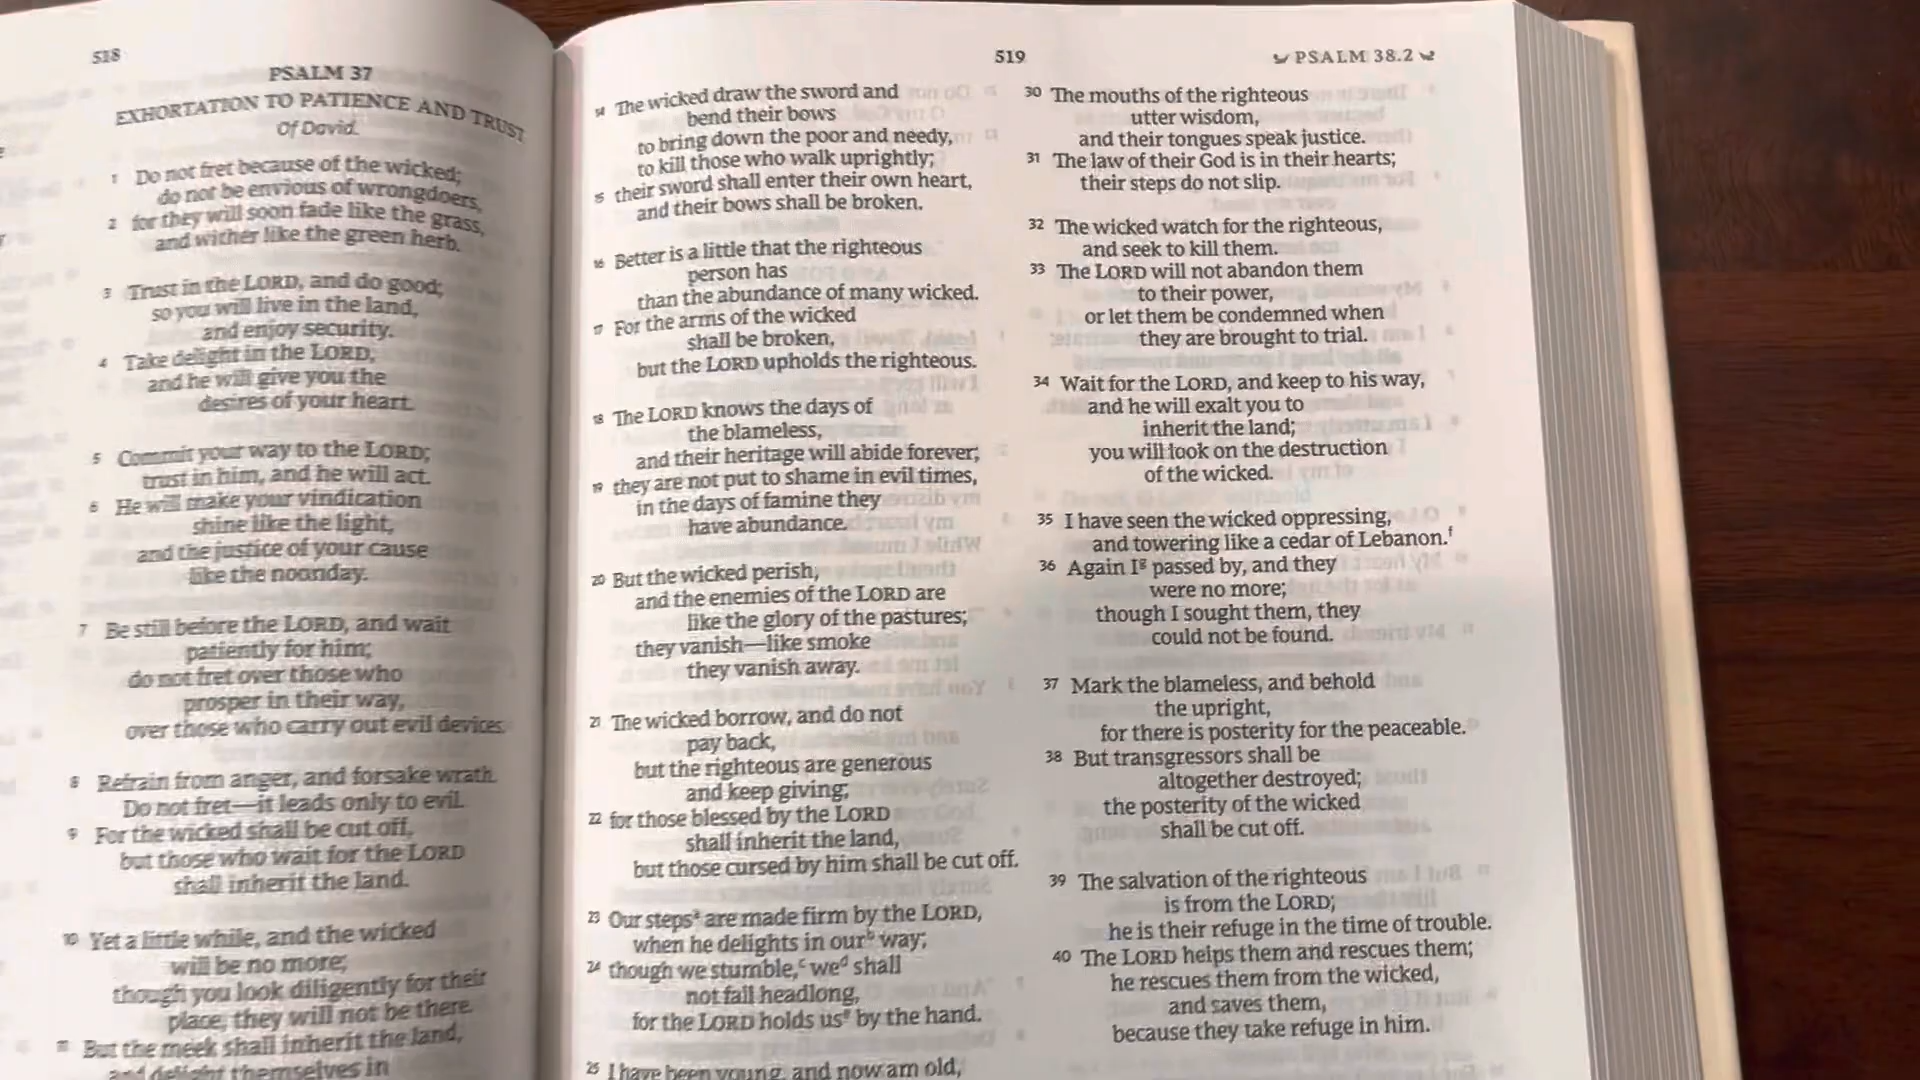 518
PSALM 37
EXHORTATION TO PATIENCE AND TRUST
Of David.
1 Do not fret because of the wicked;
do not be envious of wrongdoers,
2 for they will soon fade like the grass,
and wither like the green herb.
3 Trust in the LORD, and do good;
so you will live in the land,
and enjoy security.
4 Take delight in the LORD,
and he will give you the
desires of your heart.
5 Commit your way to the LORD;
trust in him, and he will act.
6 He will make your vindication
shine like the light,
and the justice of your cause
like the noonday.
7 Be still before the LORD, and wait
patiently for him;
do not fret over those who
prosper in their way,
over those who carry out evil devices.
8 Refrain from anger, and forsake wrath.
Do not fret—it leads only to evil.
9 For the wicked shall be cut off,
but those who wait for the LORD
shall inherit the land.
10 Yet a little while, and the wicked
will be no more;
though you look diligently for their
place, they will not be there.
11 But the meek shall inherit the land,
and delight themselves in
519
PSALM 38.2
14 The wicked draw the sword and
bend their bows
to bring down the poor and needy,
to kill those who walk uprightly;
15 their sword shall enter their own heart,
and their bows shall be broken.
16 Better is a little that the righteous
person has
than the abundance of many wicked.
17 For the arms of the wicked
shall be broken,
but the LORD upholds the righteous.
18 The LORD knows the days of
the blameless,
and their heritage will abide forever;
19 they are not put to shame in evil times,
in the days of famine they
have abundance.
20 But the wicked perish,
and the enemies of the LORD are
like the glory of the pastures;
they vanish—like smoke
they vanish away.
21 The wicked borrow, and do not
pay back,
but the righteous are generous
and keep giving;
22 for those blessed by the LORD
shall inherit the land,
but those cursed by him shall be cut off.
23 Our steps a are made firm by the LORD,
when he delights in our b way;
24 though we stumble, c we d shall
not fall headlong,
for the LORD holds us e by the hand.
25 I have been young, and now am old,
30 The mouths of the righteous
utter wisdom,
and their tongues speak justice.
31 The law of their God is in their hearts;
their steps do not slip.
32 The wicked watch for the righteous,
and seek to kill them.
33 The LORD will not abandon them
to their power,
or let them be condemned when
they are brought to trial.
34 Wait for the LORD, and keep to his way,
and he will exalt you to
inherit the land;
you will look on the destruction
of the wicked.
35 I have seen the wicked oppressing,
and towering like a cedar of Lebanon. f
36 Again I g passed by, and they
were no more;
though I sought them, they
could not be found.
37 Mark the blameless, and behold
the upright,
for there is posterity for the peaceable.
38 But transgressors shall be
altogether destroyed;
the posterity of the wicked
shall be cut off.
39 The salvation of the righteous
is from the LORD;
he is their refuge in the time of trouble.
40 The LORD helps them and rescues them;
he rescues them from the wicked,
and saves them,
because they take refuge in him.